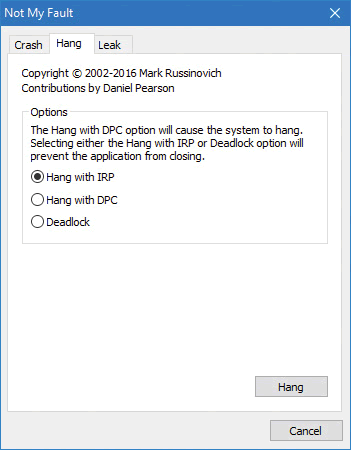 Not My Fault
Crash Hang Leak
Copyright © 2002-2016 Mark Russinovich
Contributions by Daniel Pearson
Options
The Hang with DPC option will cause the system to hang.
Selecting either the Hang with IRP or Deadlock option will
prevent the application from closing.
Hang with IRP
Hang with DPC
Deadlock
Hang
Cancel